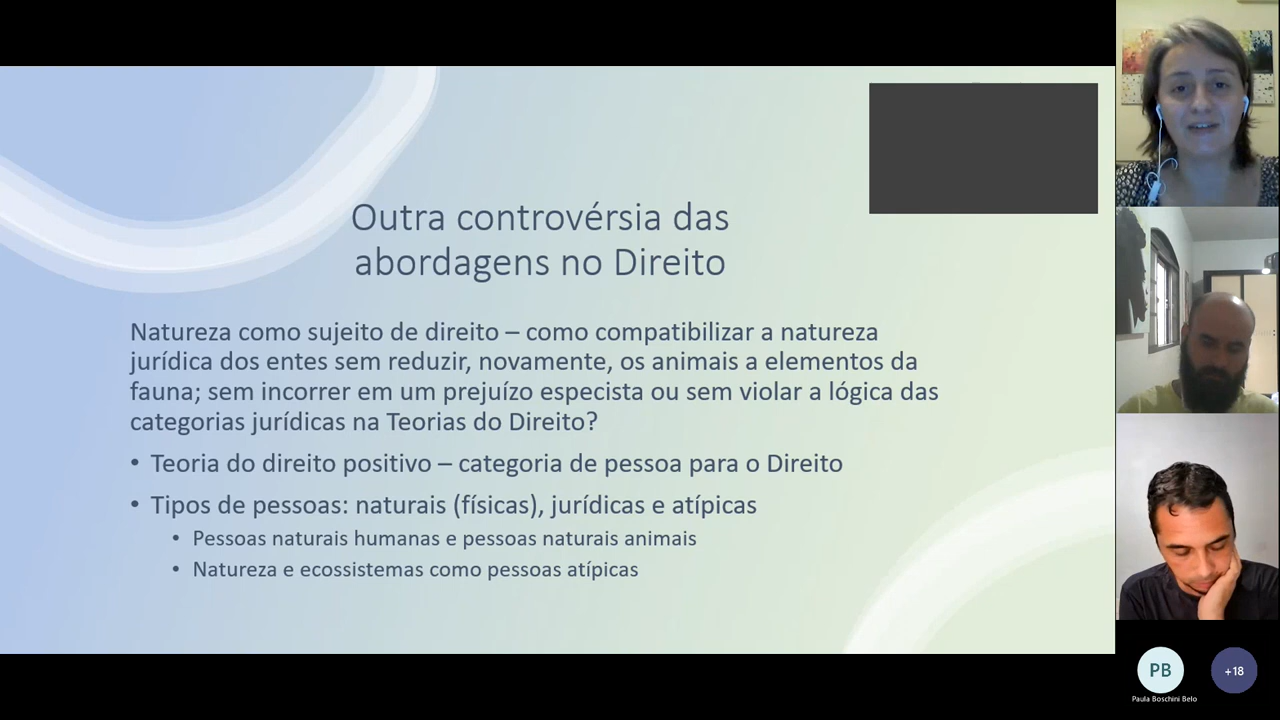 Outra controvérsia das
abordagens no Direito
Natureza como sujeito de direito – como compatibilizar a natureza
jurídica dos entes sem reduzir, novamente, os animais a elementos da
fauna; sem incorrer em um prejuízo especista ou sem violar a lógica das
categorias jurídicas na Teorias do Direito?
• Teoria do direito positivo – categoria de pessoa para o Direito
• Tipos de pessoas: naturais (físicas), jurídicas e atípicas
• Pessoas naturais humanas e pessoas naturais animais
• Natureza e ecossistemas como pessoas atípicas
PB
+18
Paula Boschini Belo